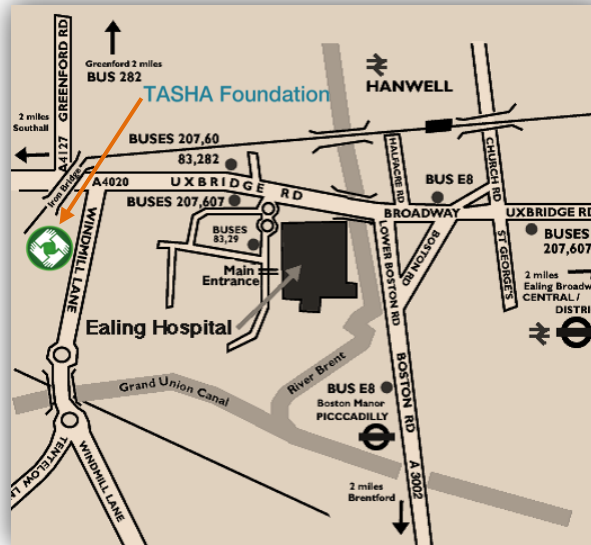 GREENFORD RD
A4127
2 miles
Southall
Greenford 2 miles
BUS 282
TASHA Foundation
HANWELL
BUSES 207,60
83,282
Iron Bridge
A4020
UXBRIDGE RD
BUSES 207,607
BUSES
83,29
HALFACRE RD
CHURCH RD
BUS E8
BROADWAY
UXBRIDGE RD
BUSES
207,607
WINDMILL LANE
Main
Entrance
LOWER BOSTON RD
BOSTON RD
ST GEORGE'S
2 miles
Ealing Broadw
CENTRAL /
DISTRI
Ealing Hospital
River Brent
Grand Union Canal
BUS E8
Boston Manor
PICCCADILLY
BOSTON RD
A 3002
2 miles
Brentford
TENTELOW LN
WINDMILL LANE